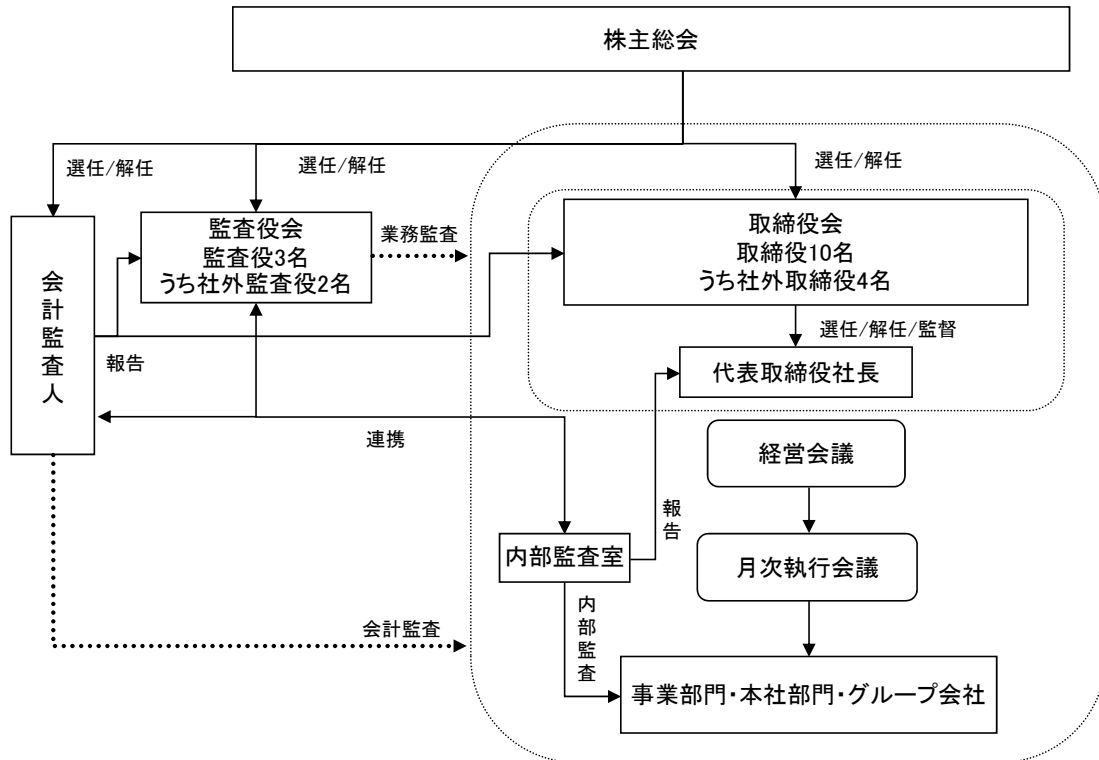 株主総会
選任/解任
選任/解任
選任/解任
監査役会
監査役3名
うち社外監査役2名
業務監査
取締役会
取締役10名
うち社外取締役4名
会計監査人
報告
選任/解任/監督
代表取締役社長
連携
経営会議
報告
内部監査室
月次執行会議
内部監査
会計監査
事業部門・本社部門・グループ会社